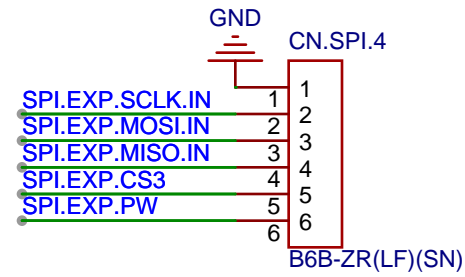 GND
CN.SPI.4
1 1
SPI.EXP.SCLK.IN 2 2
SPI.EXP.MOSI.IN 3 3
SPI.EXP.MISO.IN 4 4
SPI.EXP.CS3 5 5
SPI.EXP.PW 6 6
B6B-ZR(LF)(SN)